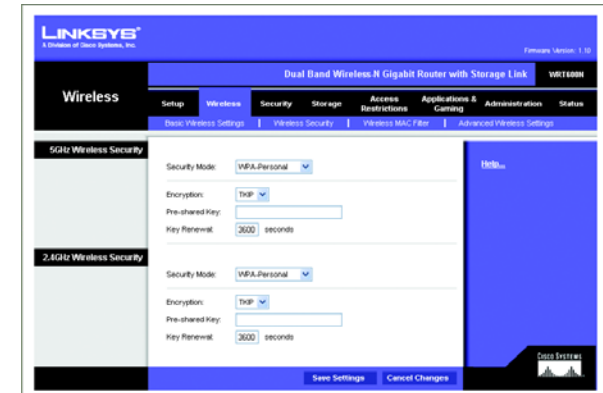 LINKSYS®
A Division of Cisco Systems, Inc.
Firmware Version: 1.10
Dual Band Wireless-N Gigabit Router with Storage Link WRT600N
Wireless
Setup Wireless Security Storage Access Restrictions Applications & Gaming Administration Status
Basic Wireless Settings | Wireless Security | Wireless MAC Filter | Advanced Wireless Settings
5GHz Wireless Security
Help...
Security Mode: WPA-Personal
Encryption: TKIP
Pre-shared Key:
Key Renewal: 3600 seconds
2.4GHz Wireless Security
Security Mode: WPA-Personal
Encryption: TKIP
Pre-shared Key:
Key Renewal: 3600 seconds
Save Settings Cancel Changes
CISCO SYSTEMS